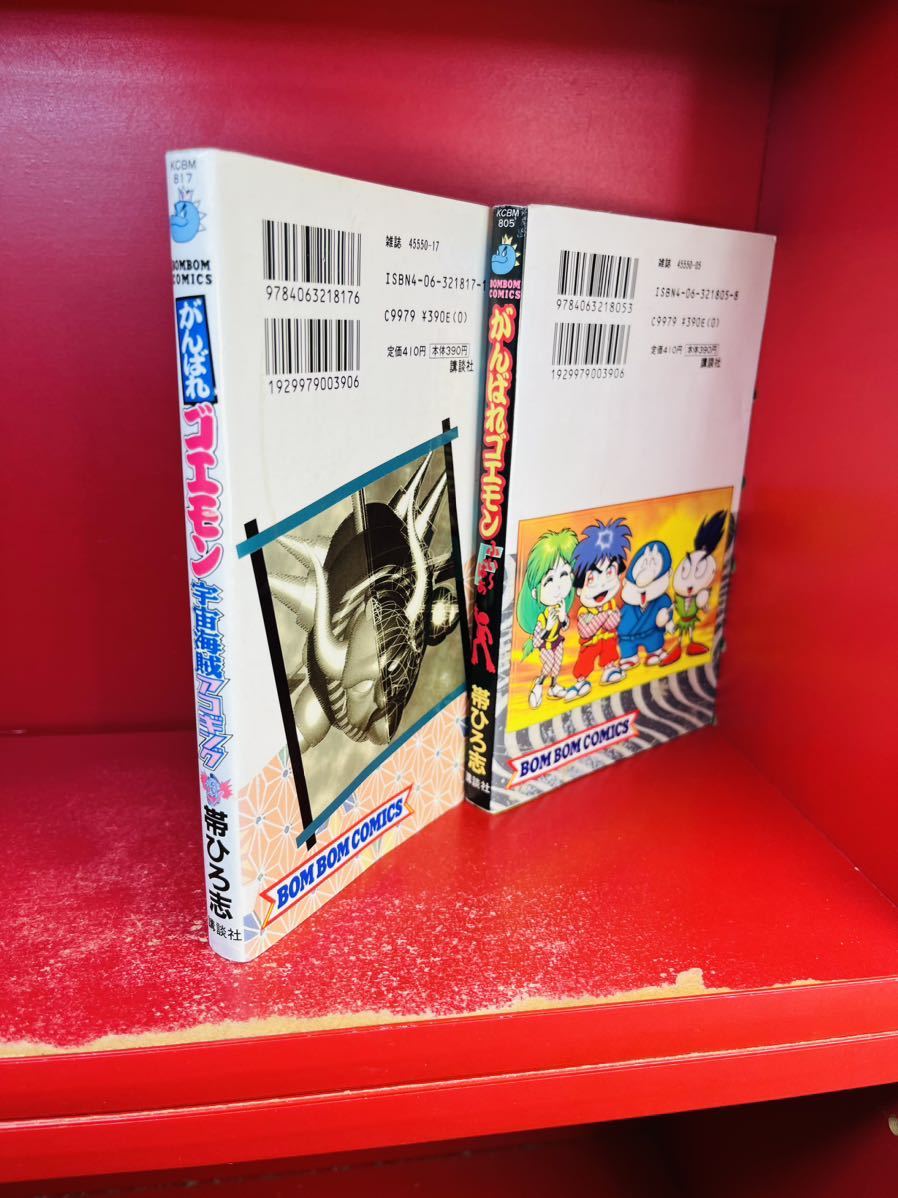 KCBM
817
BOMBOM
COMICS
がんばれ
ゴエモン
宇宙海賊
アコギング
帯ひろ志
講談社
9784063218176
1929979003906
雑誌 45550-17
ISBN4-06-321817-1
C9979 ¥390E(0)
定価410円 本体390円
講談社
BOM BOM COMICS
KCBM
805
BOMBOM
COMICS
がんばれゴエモン
帯ひろ志
講談社
9784063218053
1929979003906
雑誌 45550-05
ISBN4-06-321805-8
C9979 ¥390E(0)
定価410円 本体390円
講談社
BOM BOM COMICS